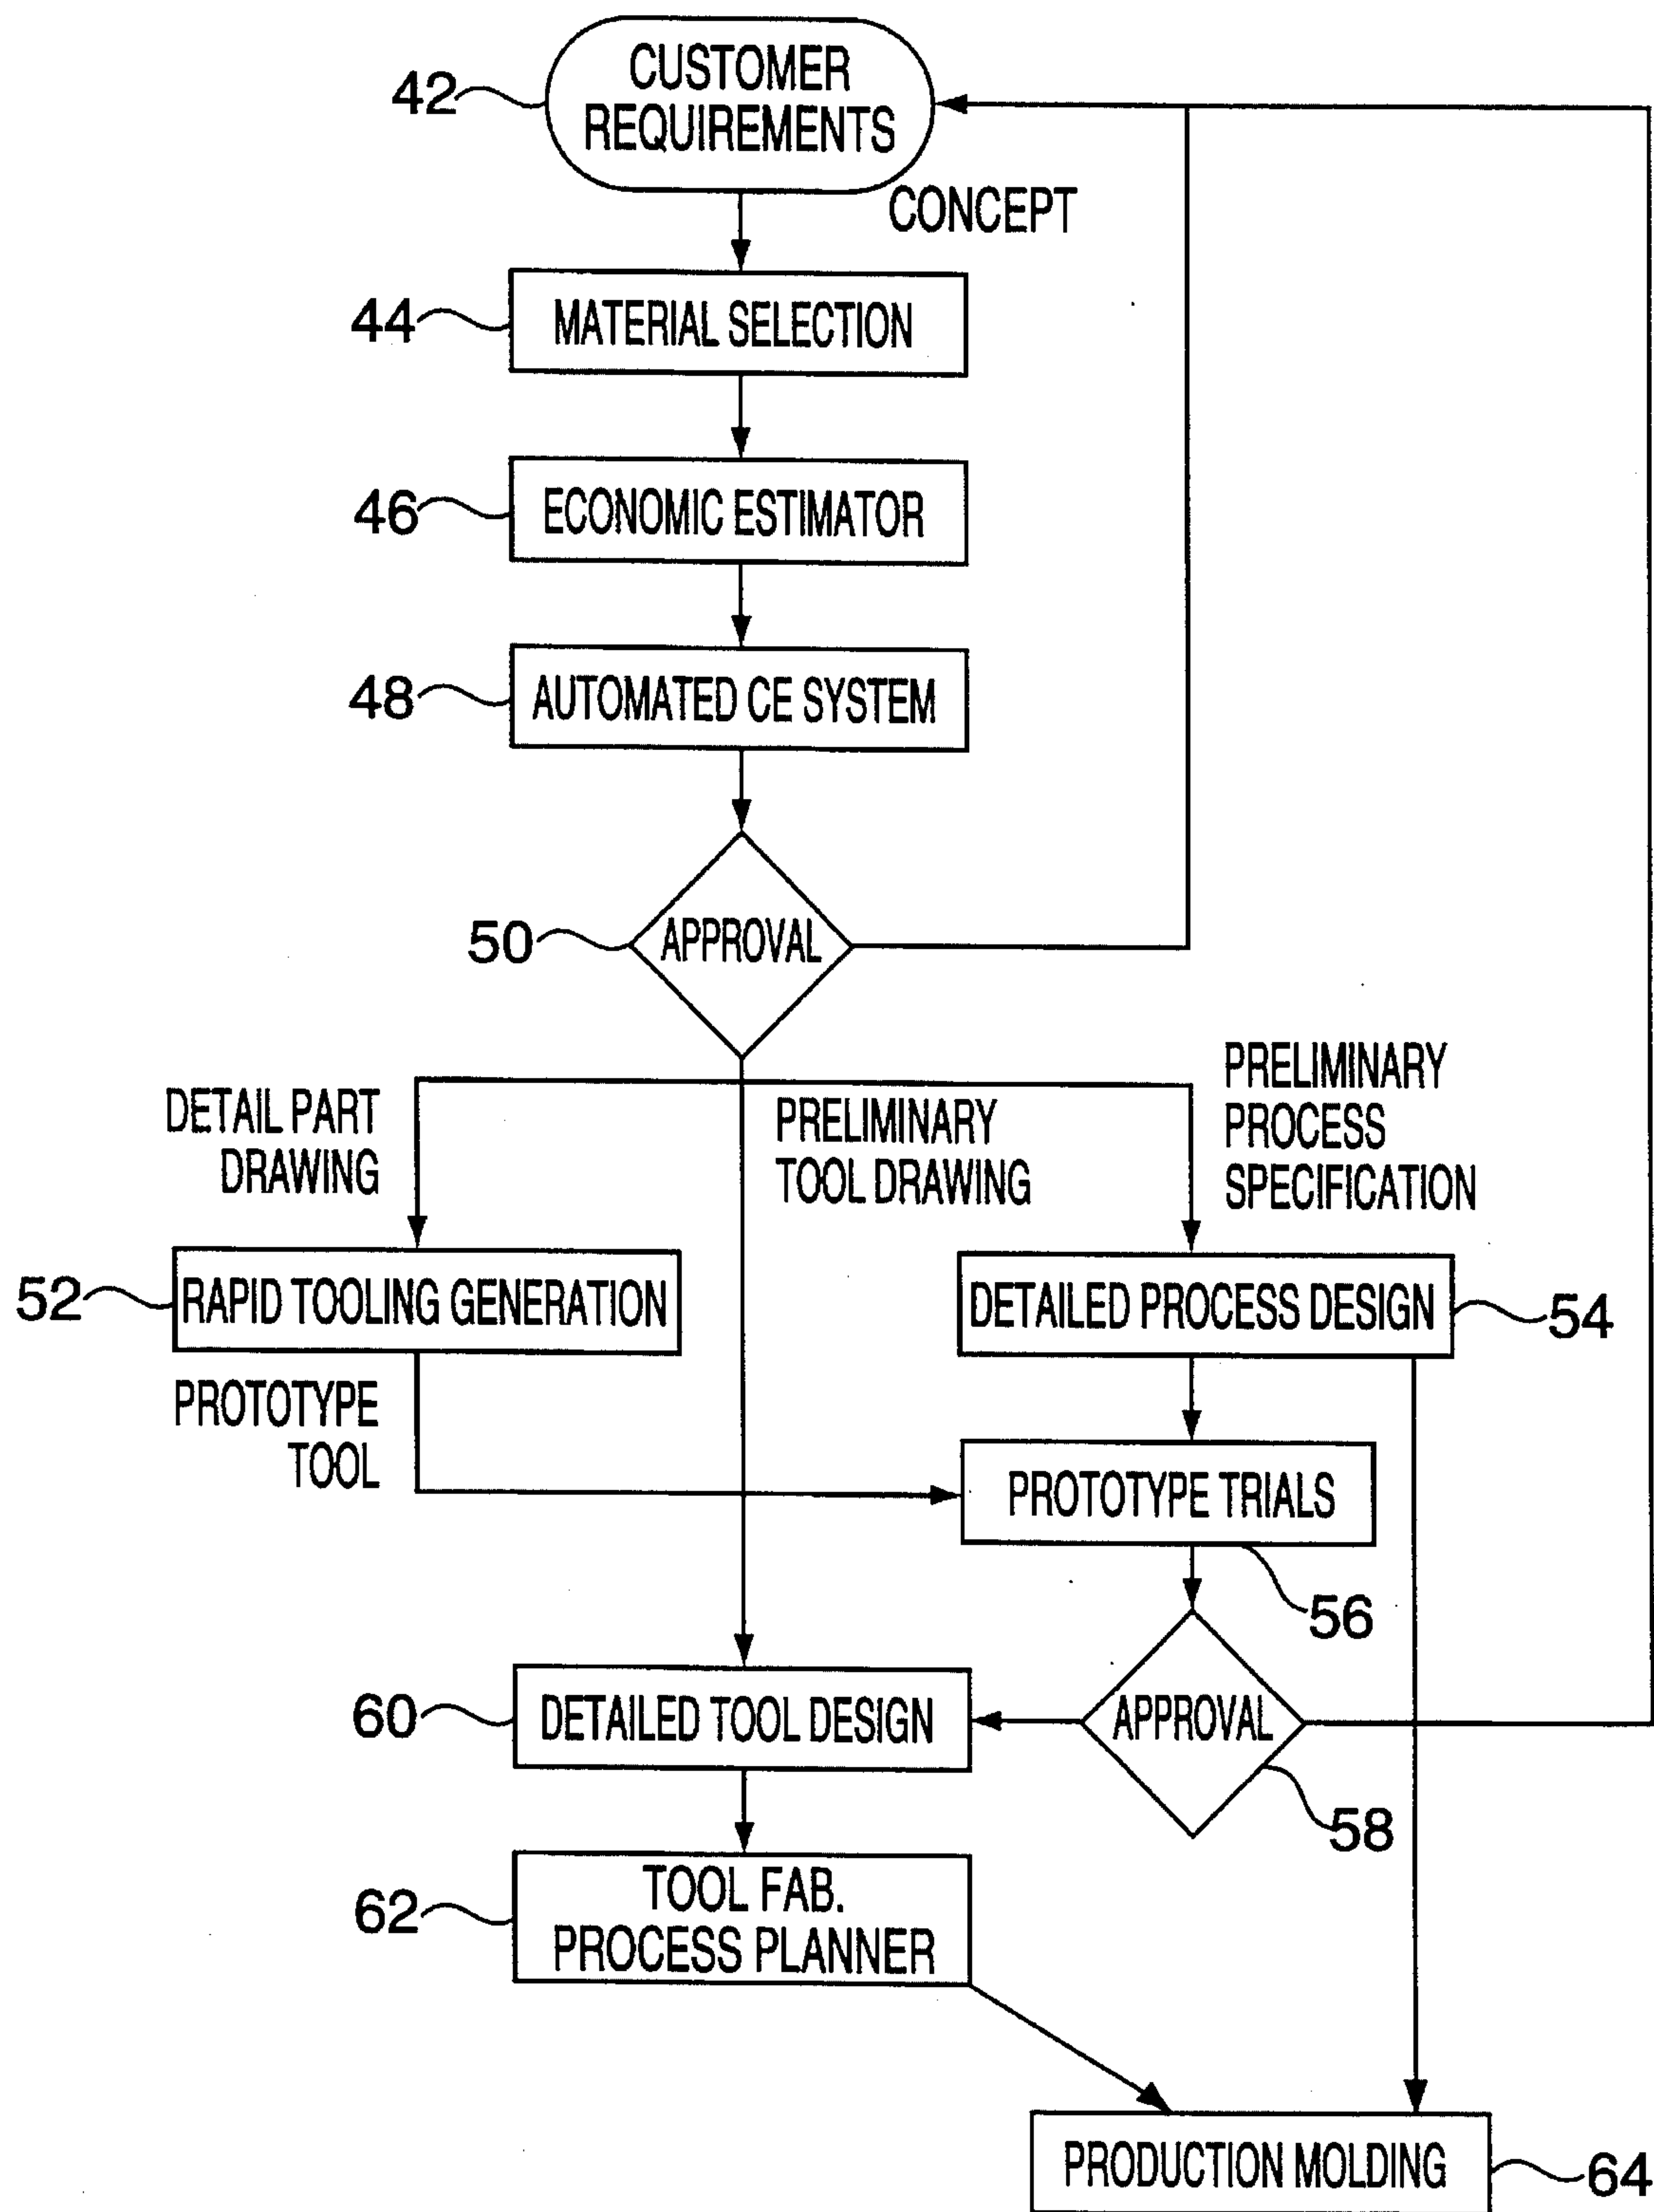 42
CUSTOMER
REQUIREMENTS
CONCEPT
44
MATERIAL SELECTION
46
ECONOMIC ESTIMATOR
48
AUTOMATED CE SYSTEM
50
APPROVAL
DETAIL PART
DRAWING
PRELIMINARY
TOOL DRAWING
PRELIMINARY
PROCESS
SPECIFICATION
52
RAPID TOOLING GENERATION
DETAILED PROCESS DESIGN
54
PROTOTYPE
TOOL
PROTOTYPE TRIALS
56
60
DETAILED TOOL DESIGN
APPROVAL
58
62
TOOL FAB.
PROCESS PLANNER
PRODUCTION MOLDING
64